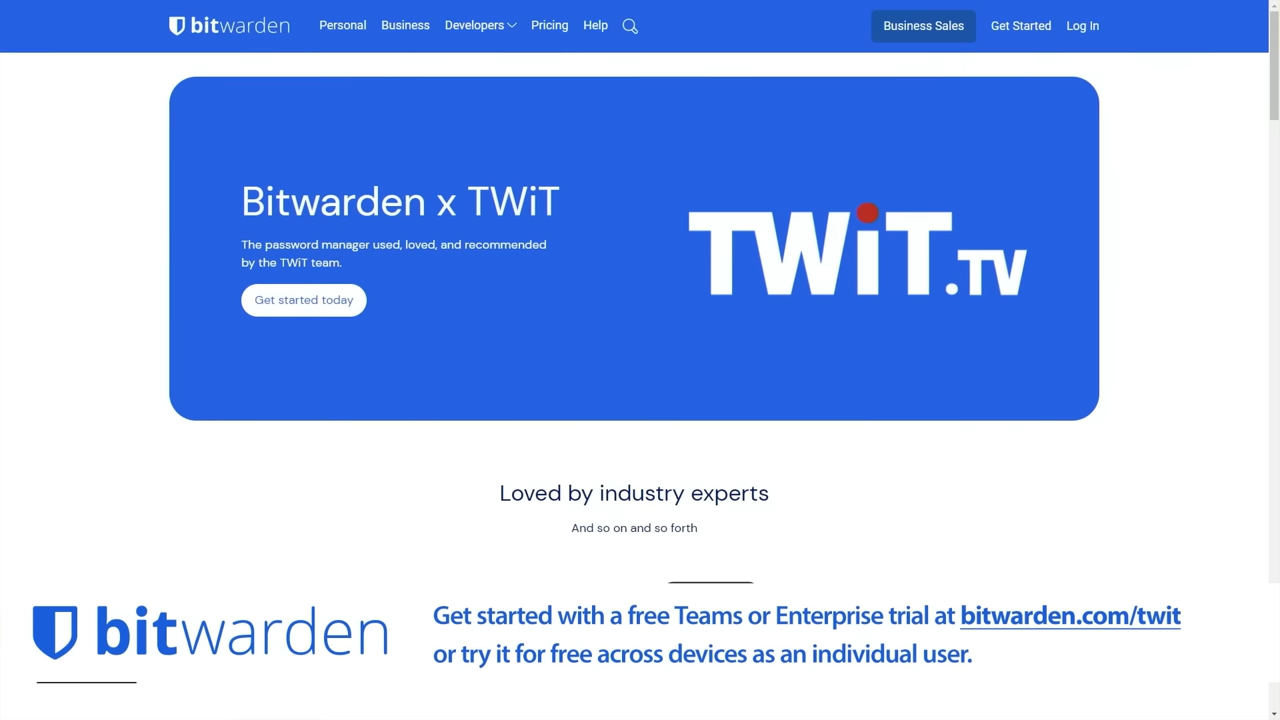 bitwarden Personal Business Developers Pricing Help Business Sales Get Started Log In
Bitwarden x TWiT
The password manager used, loved, and recommended
by the TWiT team.
Get started today
TWiT.TV
Loved by industry experts
And so on and so forth
bitwarden
Get started with a free Teams or Enterprise trial at bitwarden.com/twit
or try it for free across devices as an individual user.